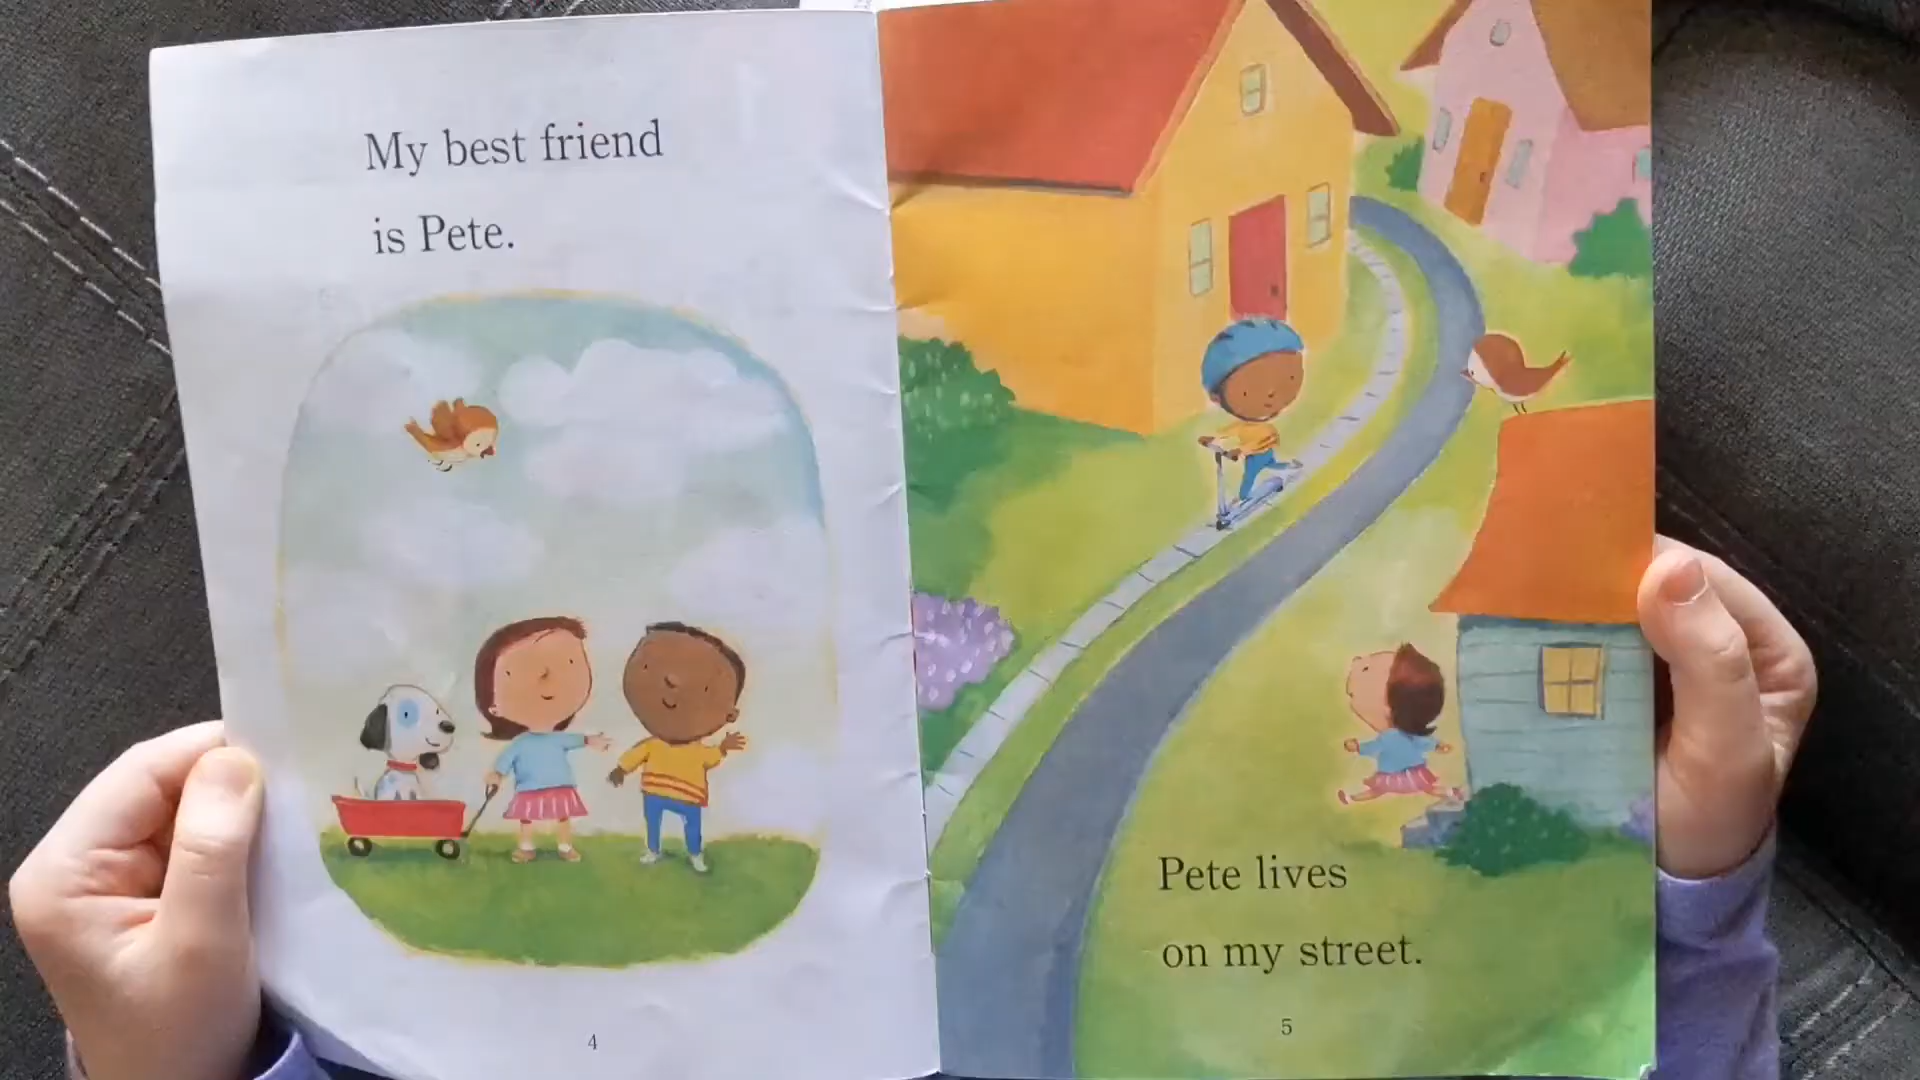 My best friend
is Pete.
4
Pete lives
on my street.
5